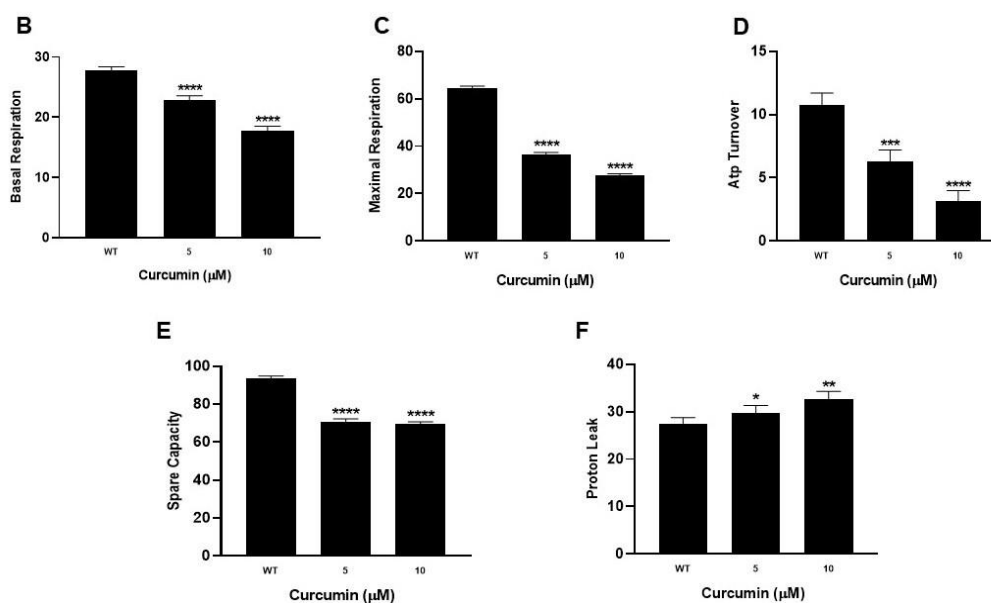 B
Basal Respiration
30
20
10
0
****
****
WT 5 10
Curcumin (μM)
C
Maximal Respiration
80
60
40
20
0
****
****
WT 5 10
Curcumin (μM)
D
Atp Turnover
15
10
5
0
***
****
WT 5 10
Curcumin (μM)
E
Spare Capacity
100
80
60
40
20
0
****
****
WT 5 10
Curcumin (μM)
F
Proton Leak
40
30
20
10
0
*
**
WT 5 10
Curcumin (μM)